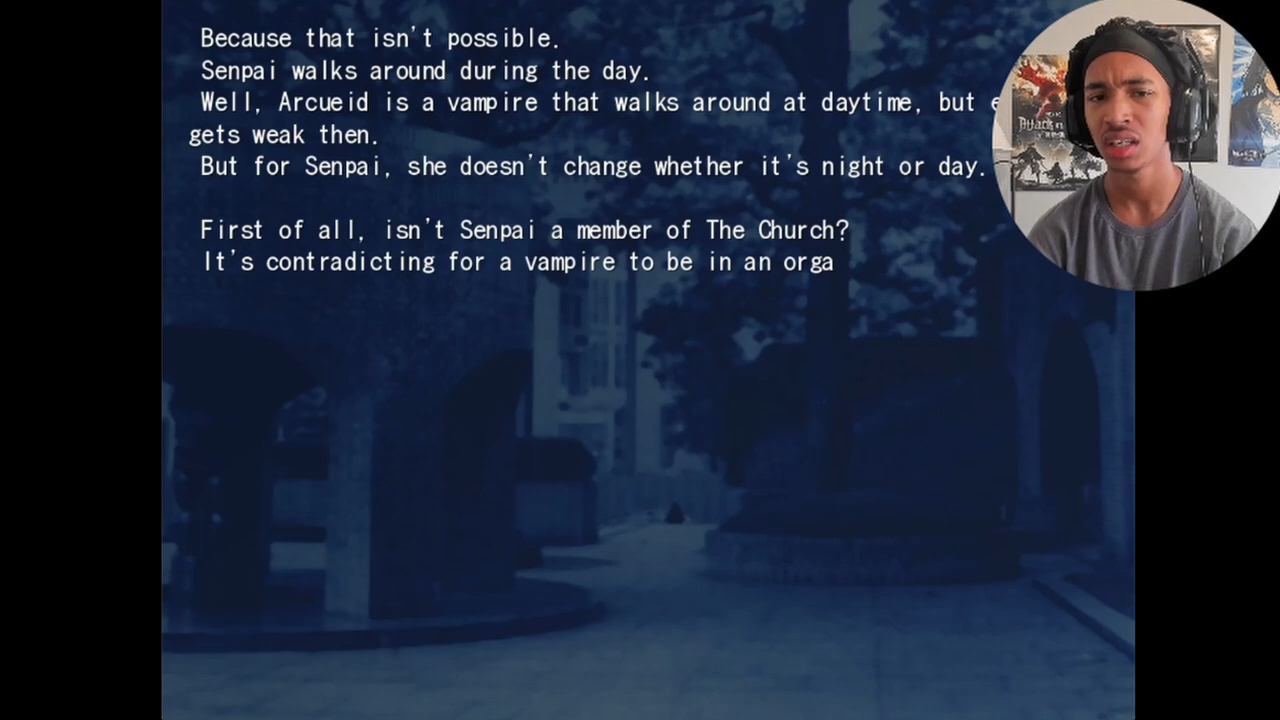 Because that isn't possible.
Senpai walks around during the day.
Well, Arcueid is a vampire that walks around at daytime, but
gets weak then.
But for Senpai, she doesn't change whether it's night or day.
First of all, isn't Senpai a member of The Church?
It's contradicting for a vampire to be in an orga
Attack